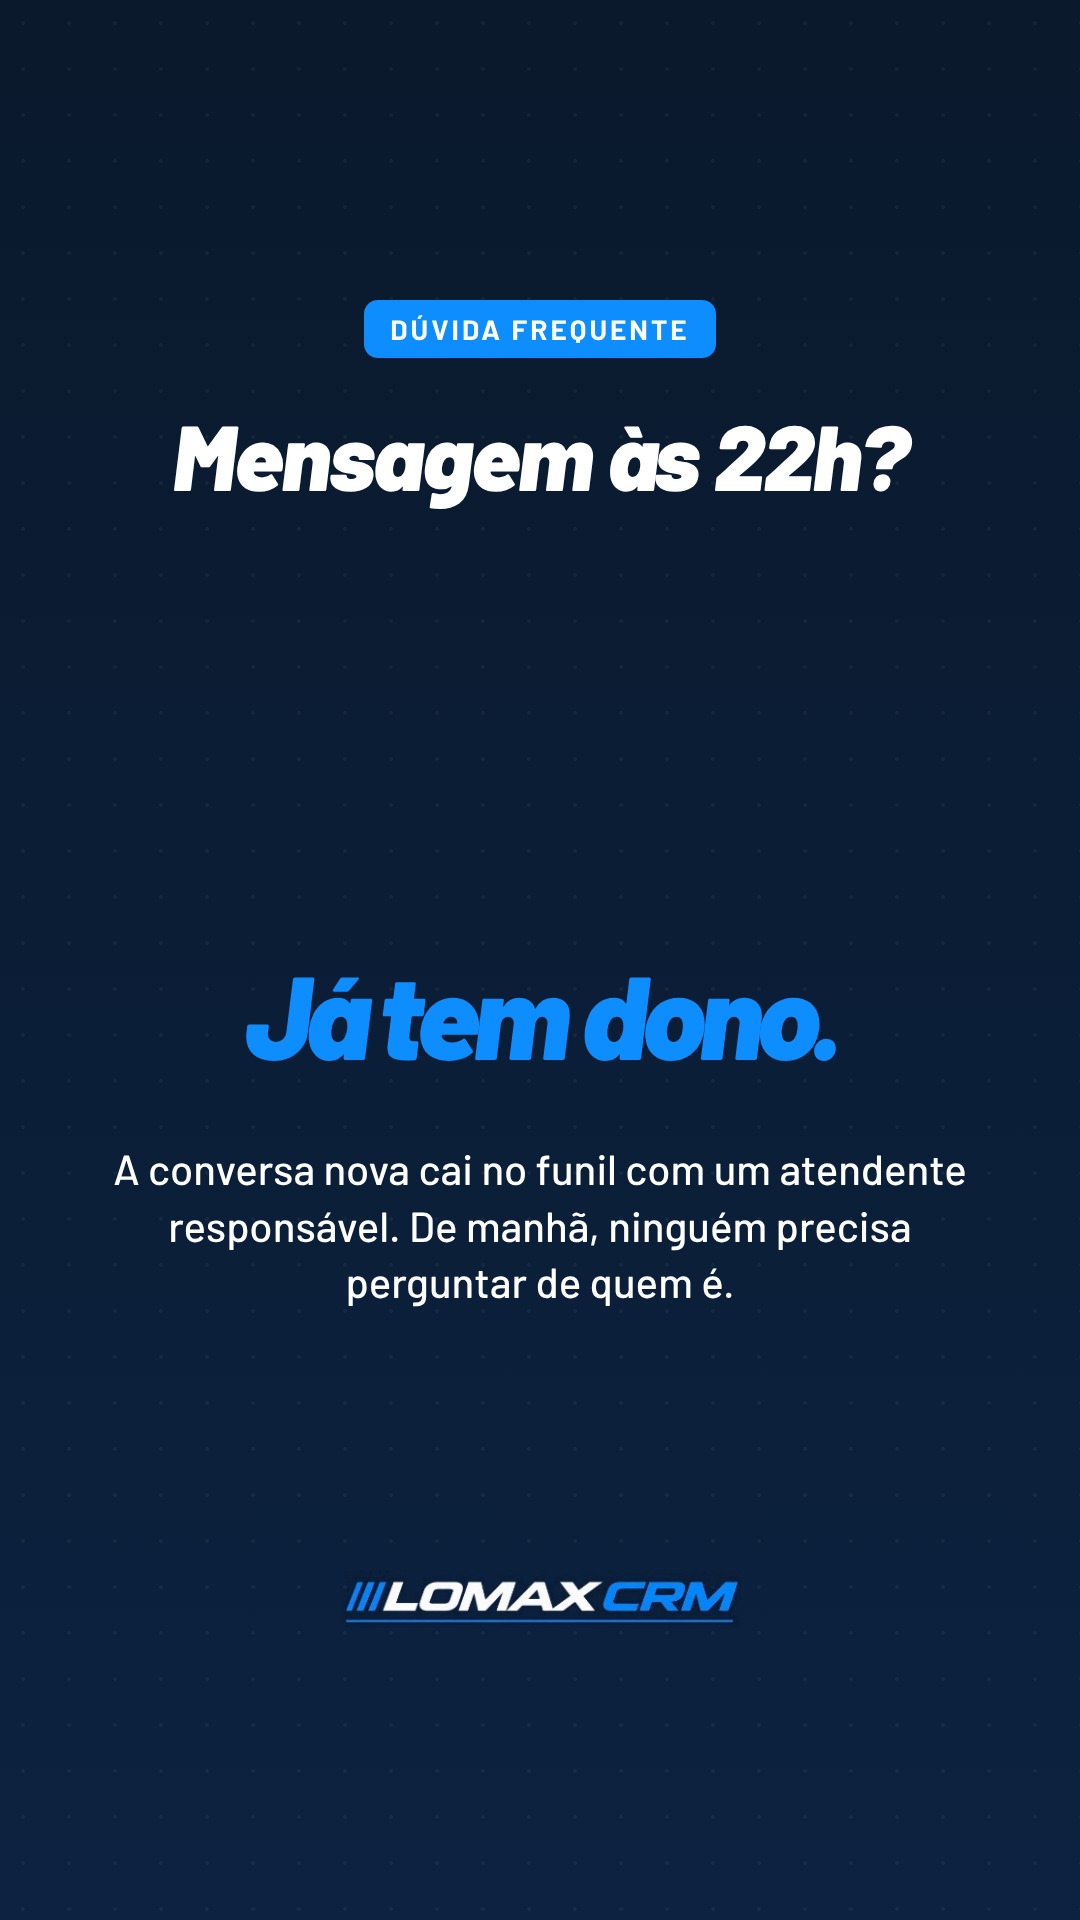 DÚVIDA FREQUENTE
Mensagem às 22h?
Já tem dono.
A conversa nova cai no funil com um atendente
responsável. De manhã, ninguém precisa
perguntar de quem é.
LOMAX CRM